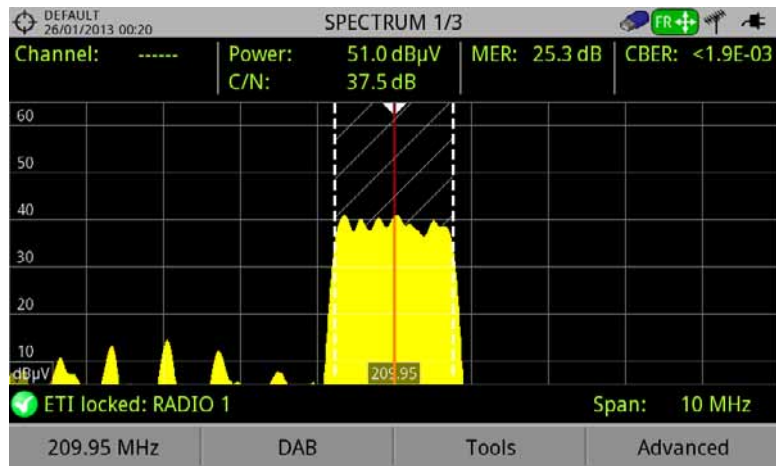 DEFAULT
26/01/2013 00:20
SPECTRUM 1/3
FR
Channel: ------
Power: 51.0 dBµV
MER: 25.3 dB
CBER: <1.9E-03
C/N: 37.5 dB
60
50
40
30
20
10
dBµV
209.95
ETI locked: RADIO 1
Span: 10 MHz
209.95 MHz
DAB
Tools
Advanced